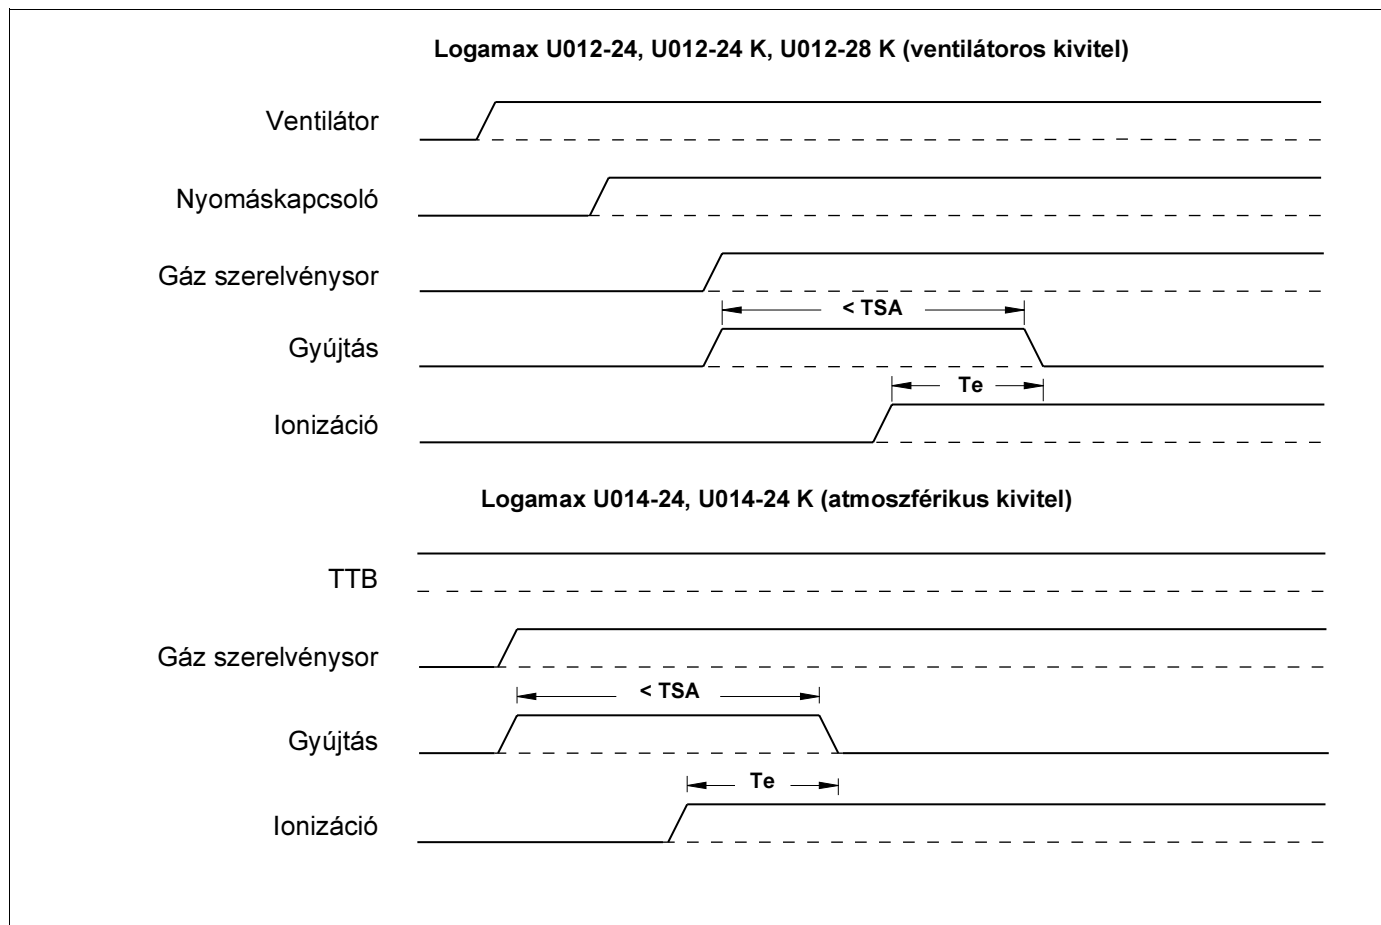 Logamax U012-24, U012-24 K, U012-28 K (ventilátoros kivitel)
Ventilátor
Nyomáskapcsoló
Gáz szerelvénysor
< TSA
Gyújtás
Te
Ionizáció
Logamax U014-24, U014-24 K (atmoszférikus kivitel)
TTB
Gáz szerelvénysor
< TSA
Gyújtás
Te
Ionizáció